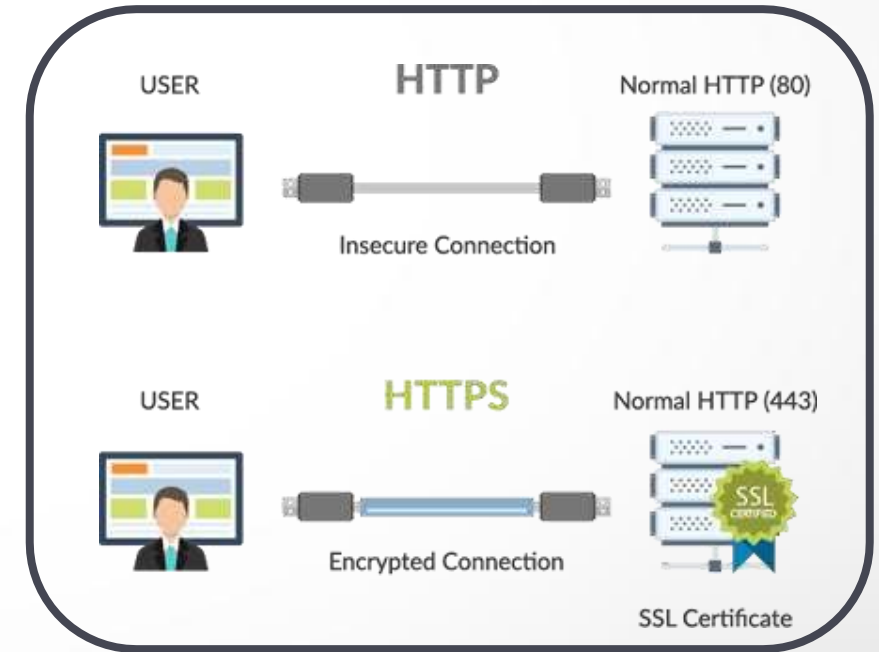 USER
HTTP
Normal HTTP (80)
Insecure Connection
USER
HTTPS
Normal HTTP (443)
SSL
CERTIFIED
Encrypted Connection
SSL Certificate